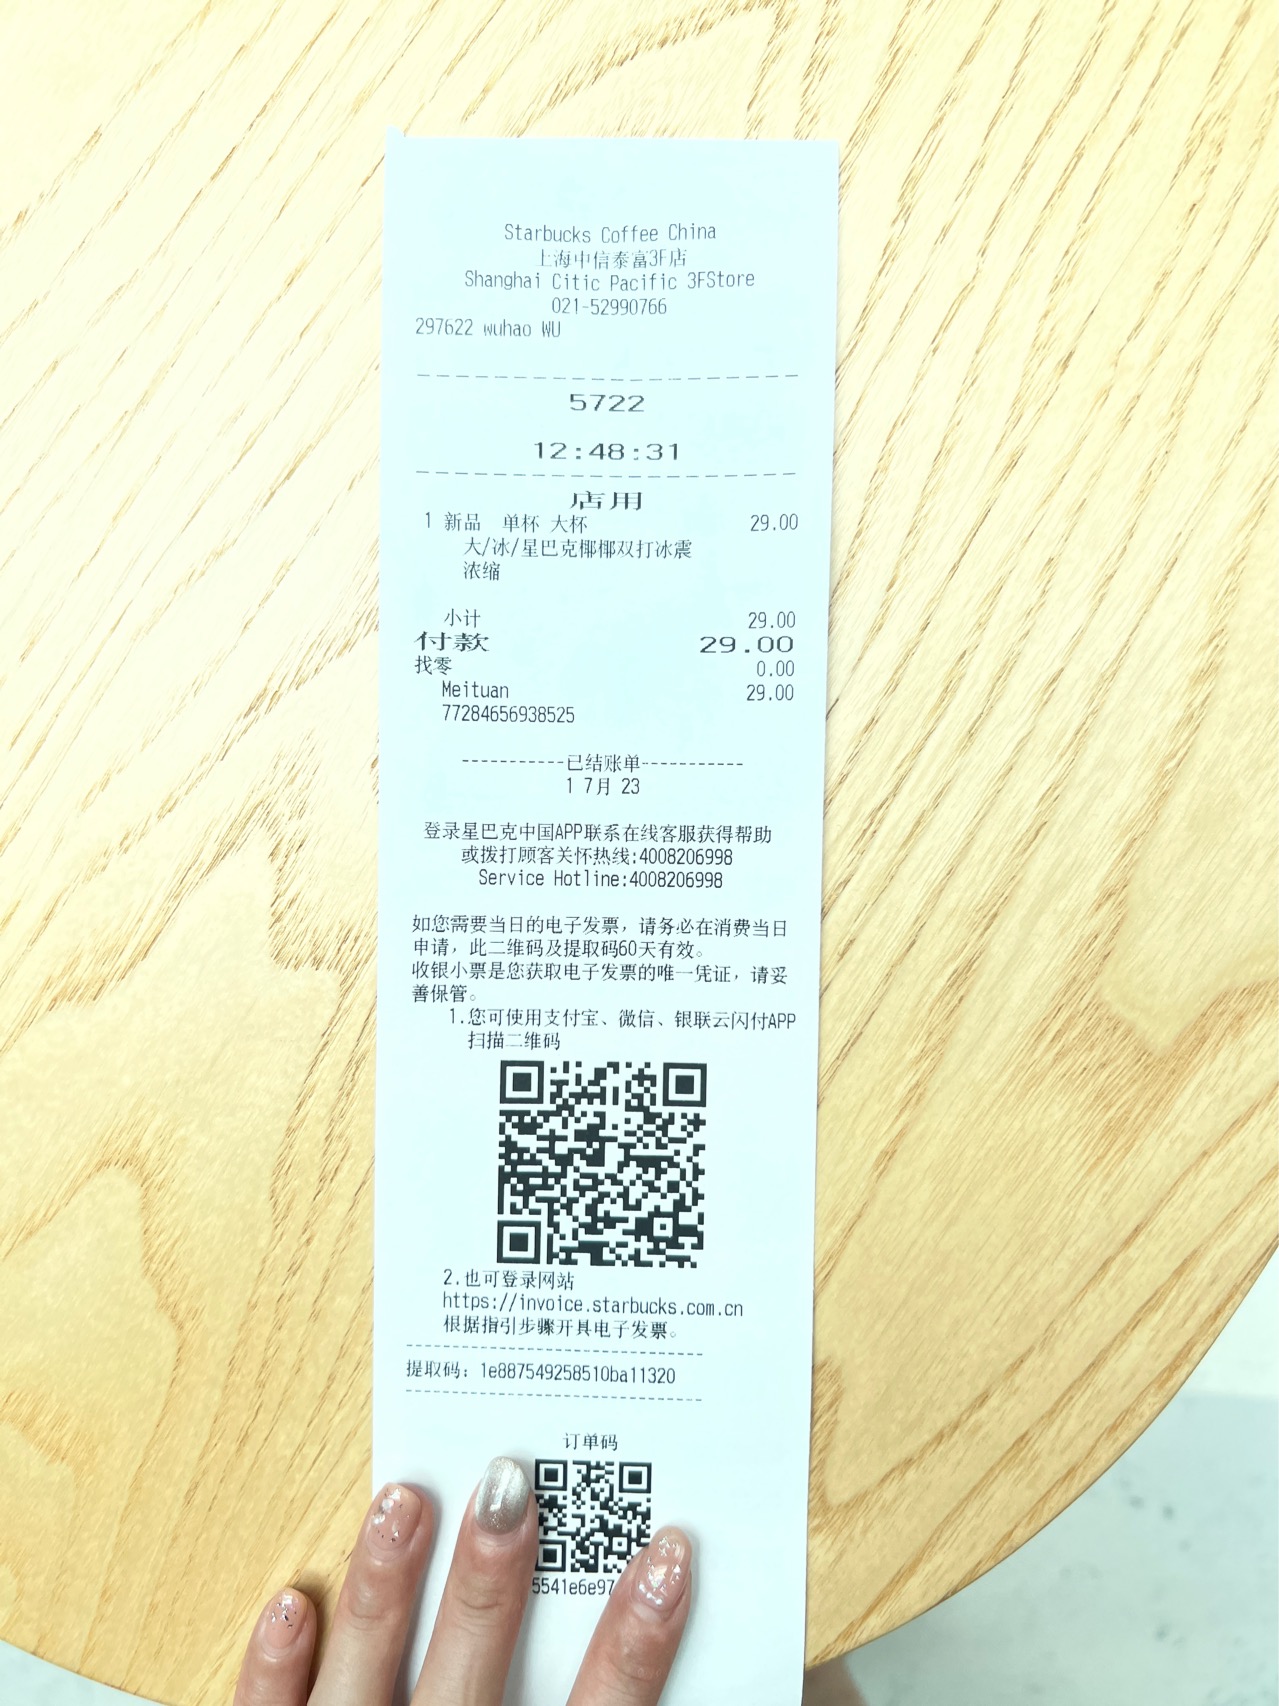 Starbucks Coffee China
上海中信泰富3F店
Shanghai Citic Pacific 3FStore
021-52990766
297622 wuhao WU
5722
12:48:31
店用
1 新品 单杯 大杯 29.00
大/冰/星巴克椰椰双打冰震
浓缩
小计 29.00
付款 29.00
找零 0.00
Meituan 29.00
77284656938525
-----------已结账单-----------
1 7月 23
登录星巴克中国APP联系在线客服获得帮助
或拨打顾客关怀热线:4008206998
Service Hotline:4008206998
如您需要当日的电子发票，请务必在消费当日
申请，此二维码及提取码60天有效。
收银小票是您获取电子发票的唯一凭证，请妥
善保管。
1.您可使用支付宝、微信、银联云闪付APP
扫描二维码
2.也可登录网站
https://invoice.starbucks.com.cn
根据指引步骤开具电子发票。
提取码：1e887549258510ba11320
订单码
5541e6e97